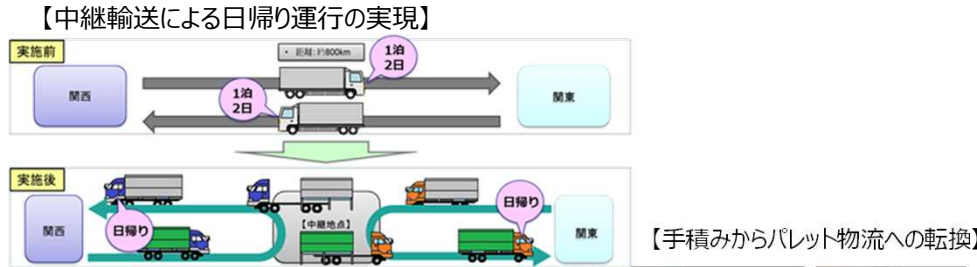 【中継輸送による日帰り運行の実現】
実施前
・ 距離:約800km
1泊
2日
関西
1泊
2日
関東
実施後
日帰り
関西
日帰り
【中継地点】
関東
【手積みからパレット物流への転換】